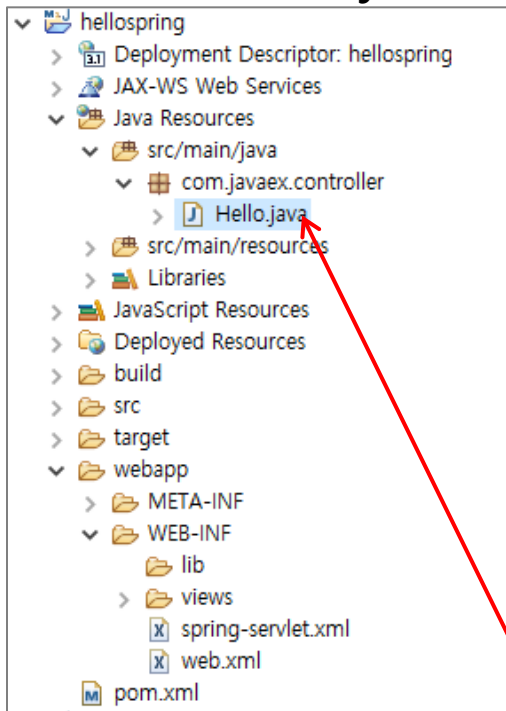 hellospring
3.1 Deployment Descriptor: hellospring
JAX-WS Web Services
Java Resources
src/main/java
com.javaex.controller
J Hello.java
src/main/resources
Libraries
JavaScript Resources
Deployed Resources
build
src
target
webapp
META-INF
WEB-INF
lib
views
X spring-servlet.xml
X web.xml
M pom.xml